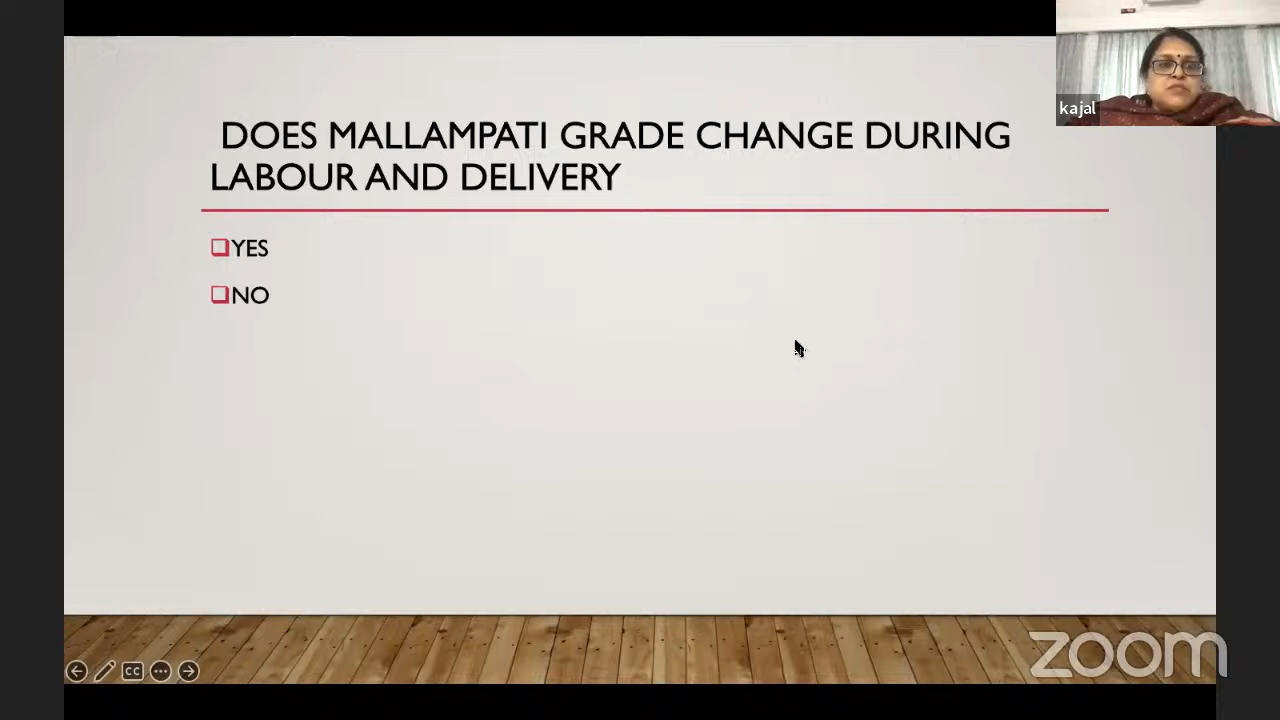 DOES MALLAMPATI GRADE CHANGE DURING
LABOUR AND DELIVERY
YES
NO
kajal
CC
zoom